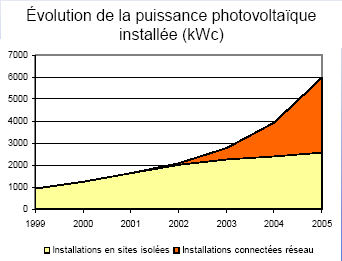 Évolution de la puissance photovoltaïque
installée (kWc)
7000
6000
5000
4000
3000
2000
1000
0
1999 2000 2001 2002 2003 2004 2005
Installations en sites isolées Installations connectées réseau